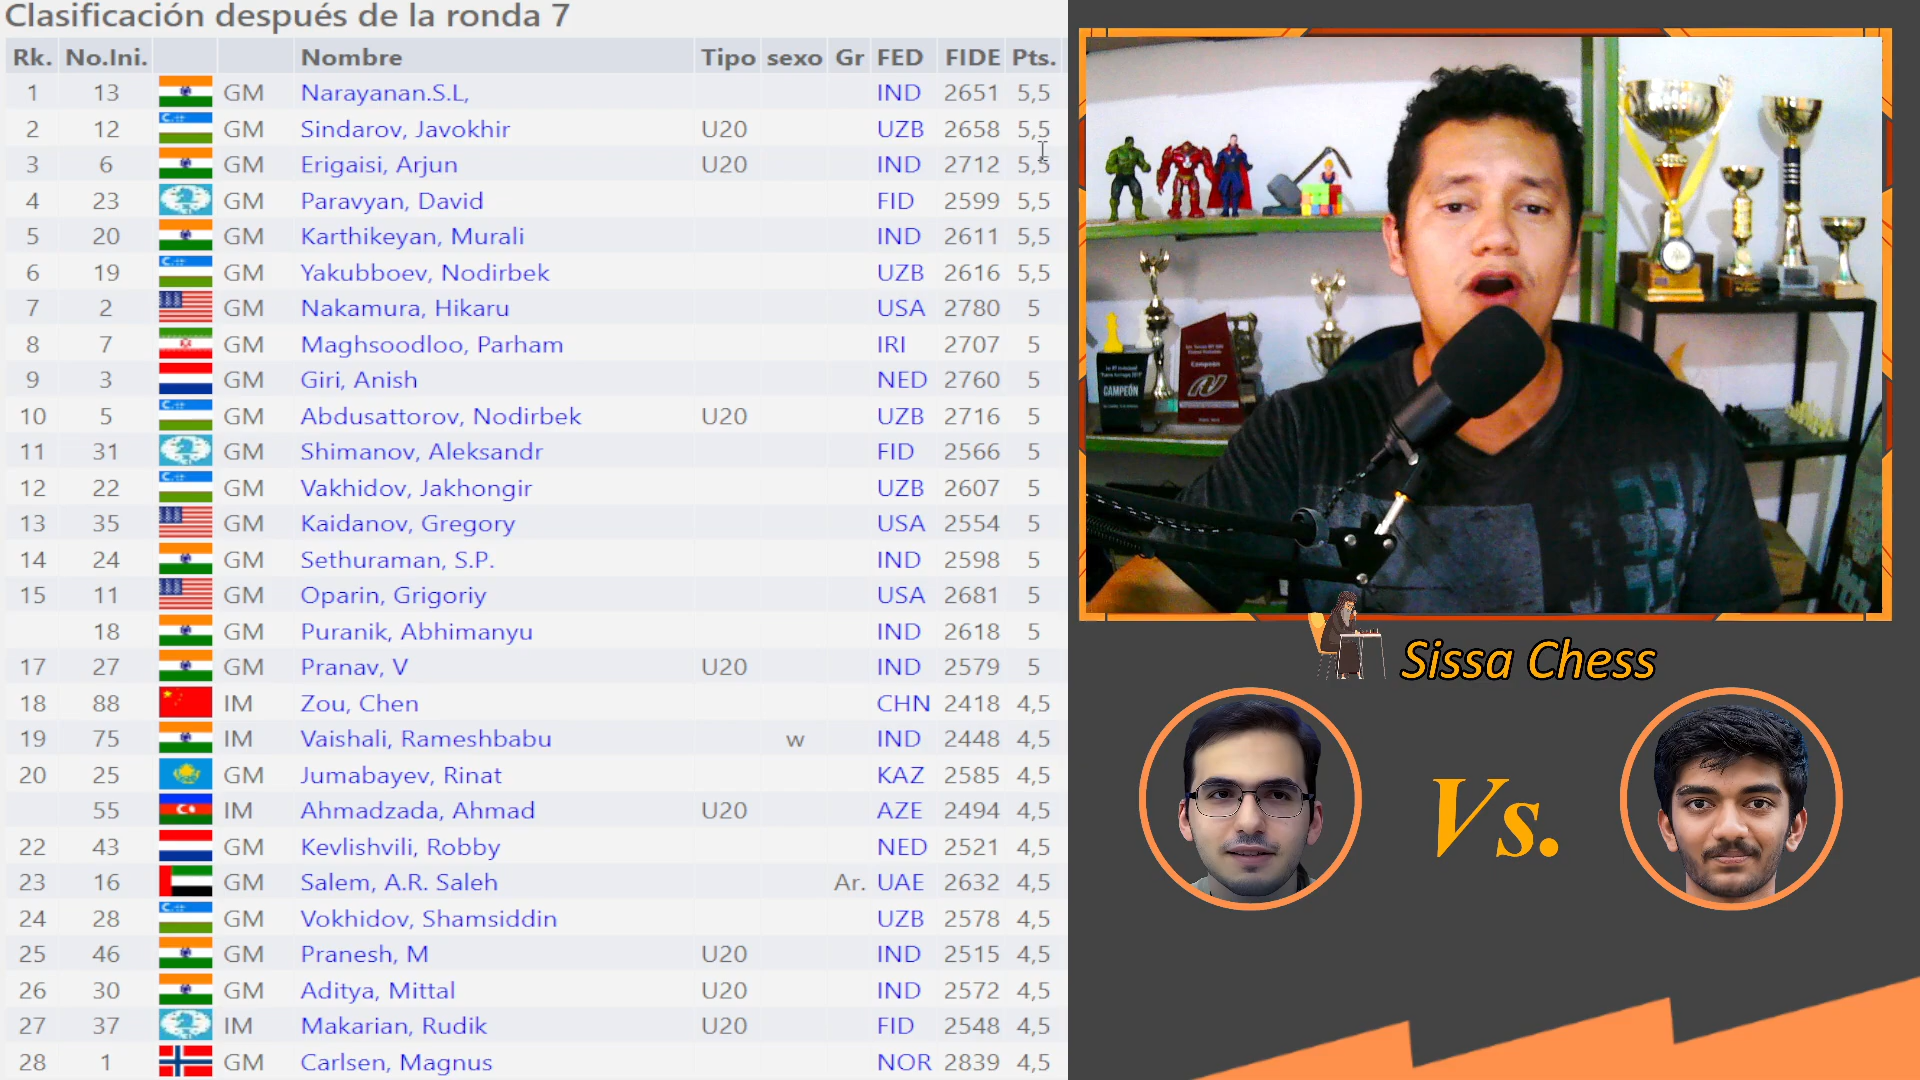 Clasificación después de la ronda 7
Rk. No.Ini. Nombre Tipo sexo Gr FED FIDE Pts.
1 13 GM Narayanan.S.L, IND 2651 5,5
2 12 GM Sindarov, Javokhir U20 UZB 2658 5,5
3 6 GM Erigaisi, Arjun U20 IND 2712 5,5
4 23 GM Paravyan, David FID 2599 5,5
5 20 GM Karthikeyan, Murali IND 2611 5,5
6 19 GM Yakubboev, Nodirbek UZB 2616 5,5
7 2 GM Nakamura, Hikaru USA 2780 5
8 7 GM Maghsoodloo, Parham IRI 2707 5
9 3 GM Giri, Anish NED 2760 5
10 5 GM Abdusattorov, Nodirbek U20 UZB 2716 5
11 31 GM Shimanov, Aleksandr FID 2566 5
12 22 GM Vakhidov, Jakhongir UZB 2607 5
13 35 GM Kaidanov, Gregory USA 2554 5
14 24 GM Sethuraman, S.P. IND 2598 5
15 11 GM Oparin, Grigoriy USA 2681 5
18 GM Puranik, Abhimanyu IND 2618 5
17 27 GM Pranav, V U20 IND 2579 5
18 88 IM Zou, Chen CHN 2418 4,5
19 75 IM Vaishali, Rameshbabu w IND 2448 4,5
20 25 GM Jumabayev, Rinat KAZ 2585 4,5
55 IM Ahmadzada, Ahmad U20 AZE 2494 4,5
22 43 GM Kevlishvili, Robby NED 2521 4,5
23 16 GM Salem, A.R. Saleh Ar. UAE 2632 4,5
24 28 GM Vokhidov, Shamsiddin UZB 2578 4,5
25 46 GM Pranesh, M U20 IND 2515 4,5
26 30 GM Aditya, Mittal U20 IND 2572 4,5
27 37 IM Makarian, Rudik U20 FID 2548 4,5
28 1 GM Carlsen, Magnus NOR 2839 4,5
CAMPEÓN
Campeón
Sissa Chess
Vs.